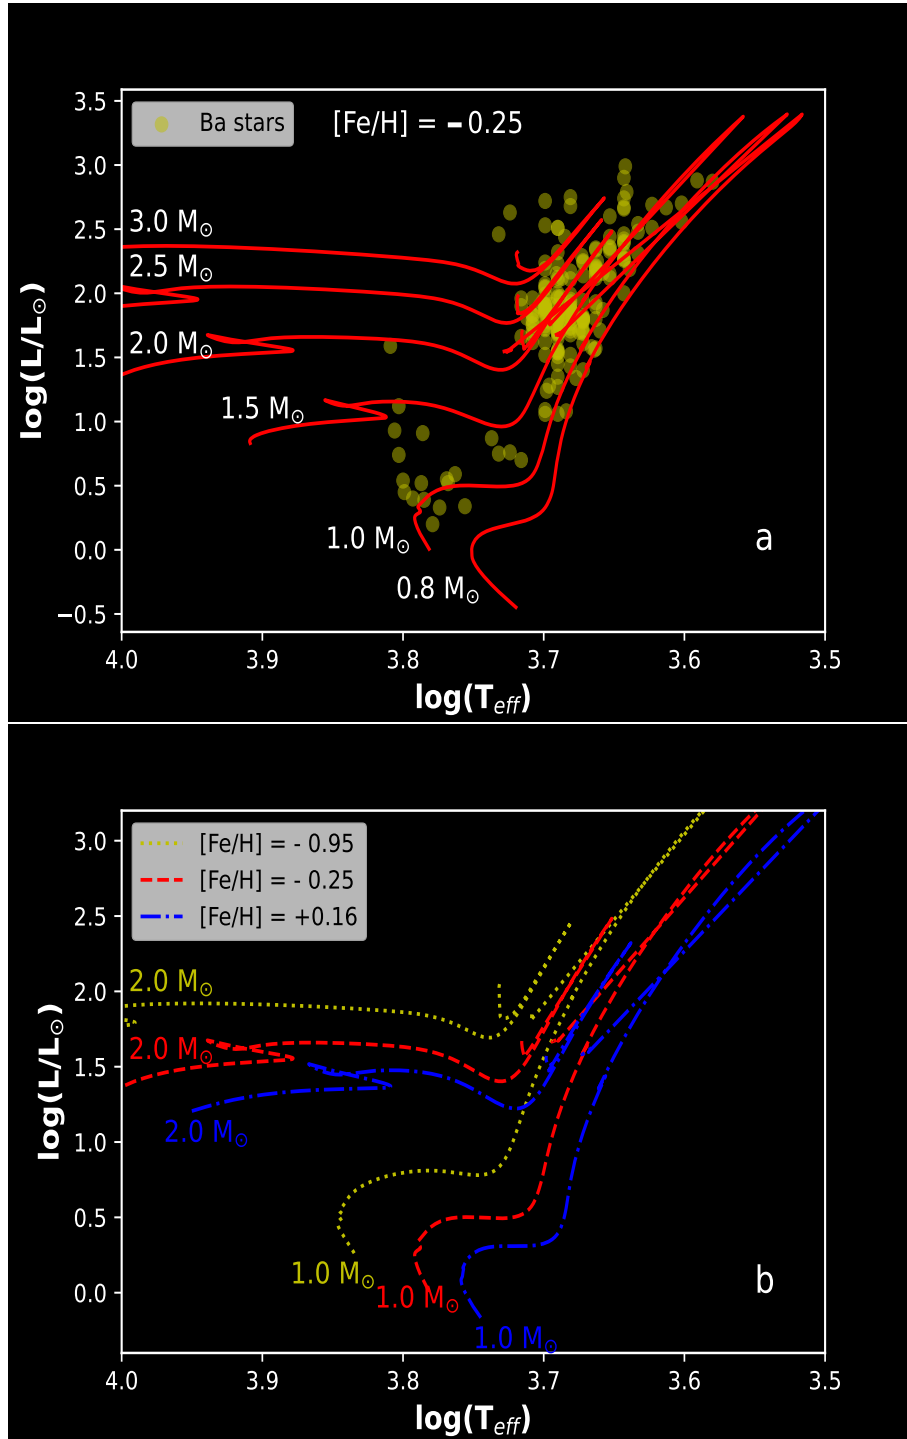 Ba stars
[Fe/H] = −0.25
3.5
3.0
2.5
2.0
1.5
1.0
0.5
0.0
−0.5
log(L/L⊙)
3.0 M⊙
2.5 M⊙
2.0 M⊙
1.5 M⊙
1.0 M⊙
0.8 M⊙
a
4.0 3.9 3.8 3.7 3.6 3.5
log(Teff)
[Fe/H] = - 0.95
[Fe/H] = - 0.25
[Fe/H] = +0.16
3.0
2.5
2.0
1.5
1.0
0.5
0.0
log(L/L⊙)
2.0 M⊙
2.0 M⊙
2.0 M⊙
1.0 M⊙
1.0 M⊙
1.0 M⊙
b
4.0 3.9 3.8 3.7 3.6 3.5
log(Teff)